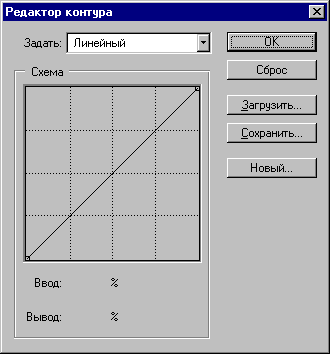 Редактор контура
Задать: Линейный
OK
Схема
Сброс
Загрузить...
Сохранить...
Новый...
Ввод: %
Вывод: %